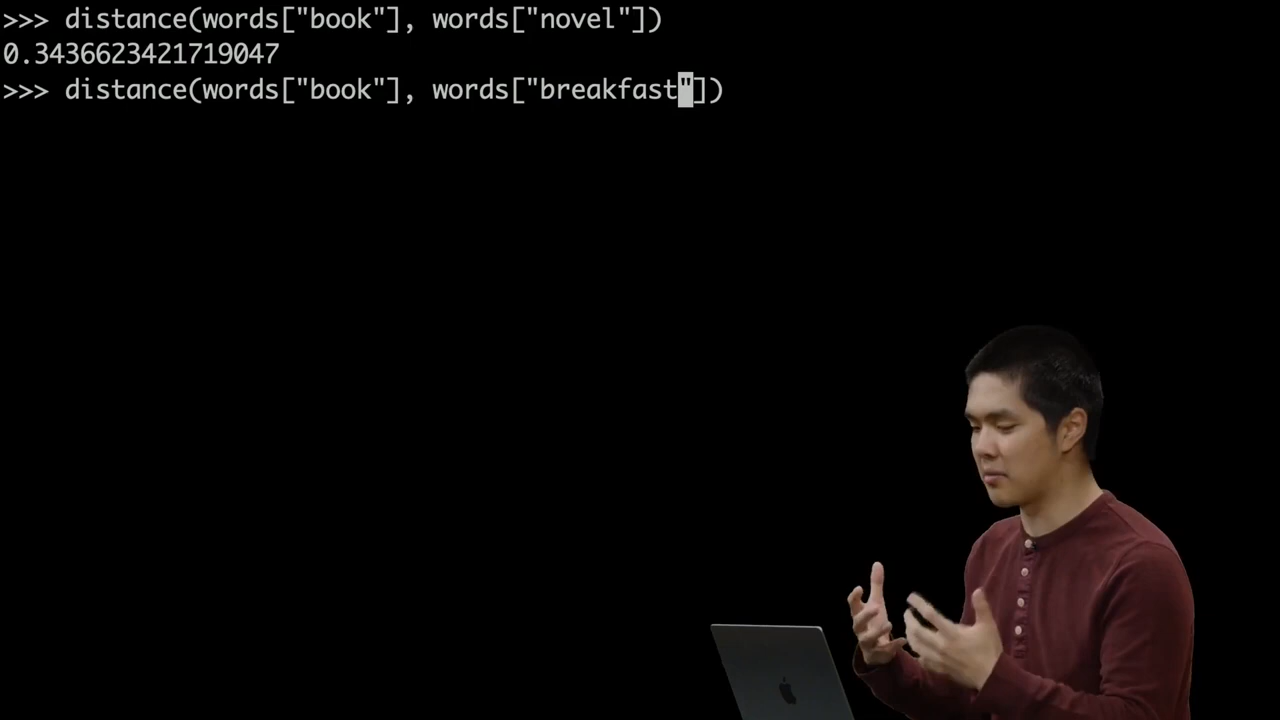 >>> distance(words["book"], words["novel"])
0.3436623421719047
>>> distance(words["book"], words["breakfast"])